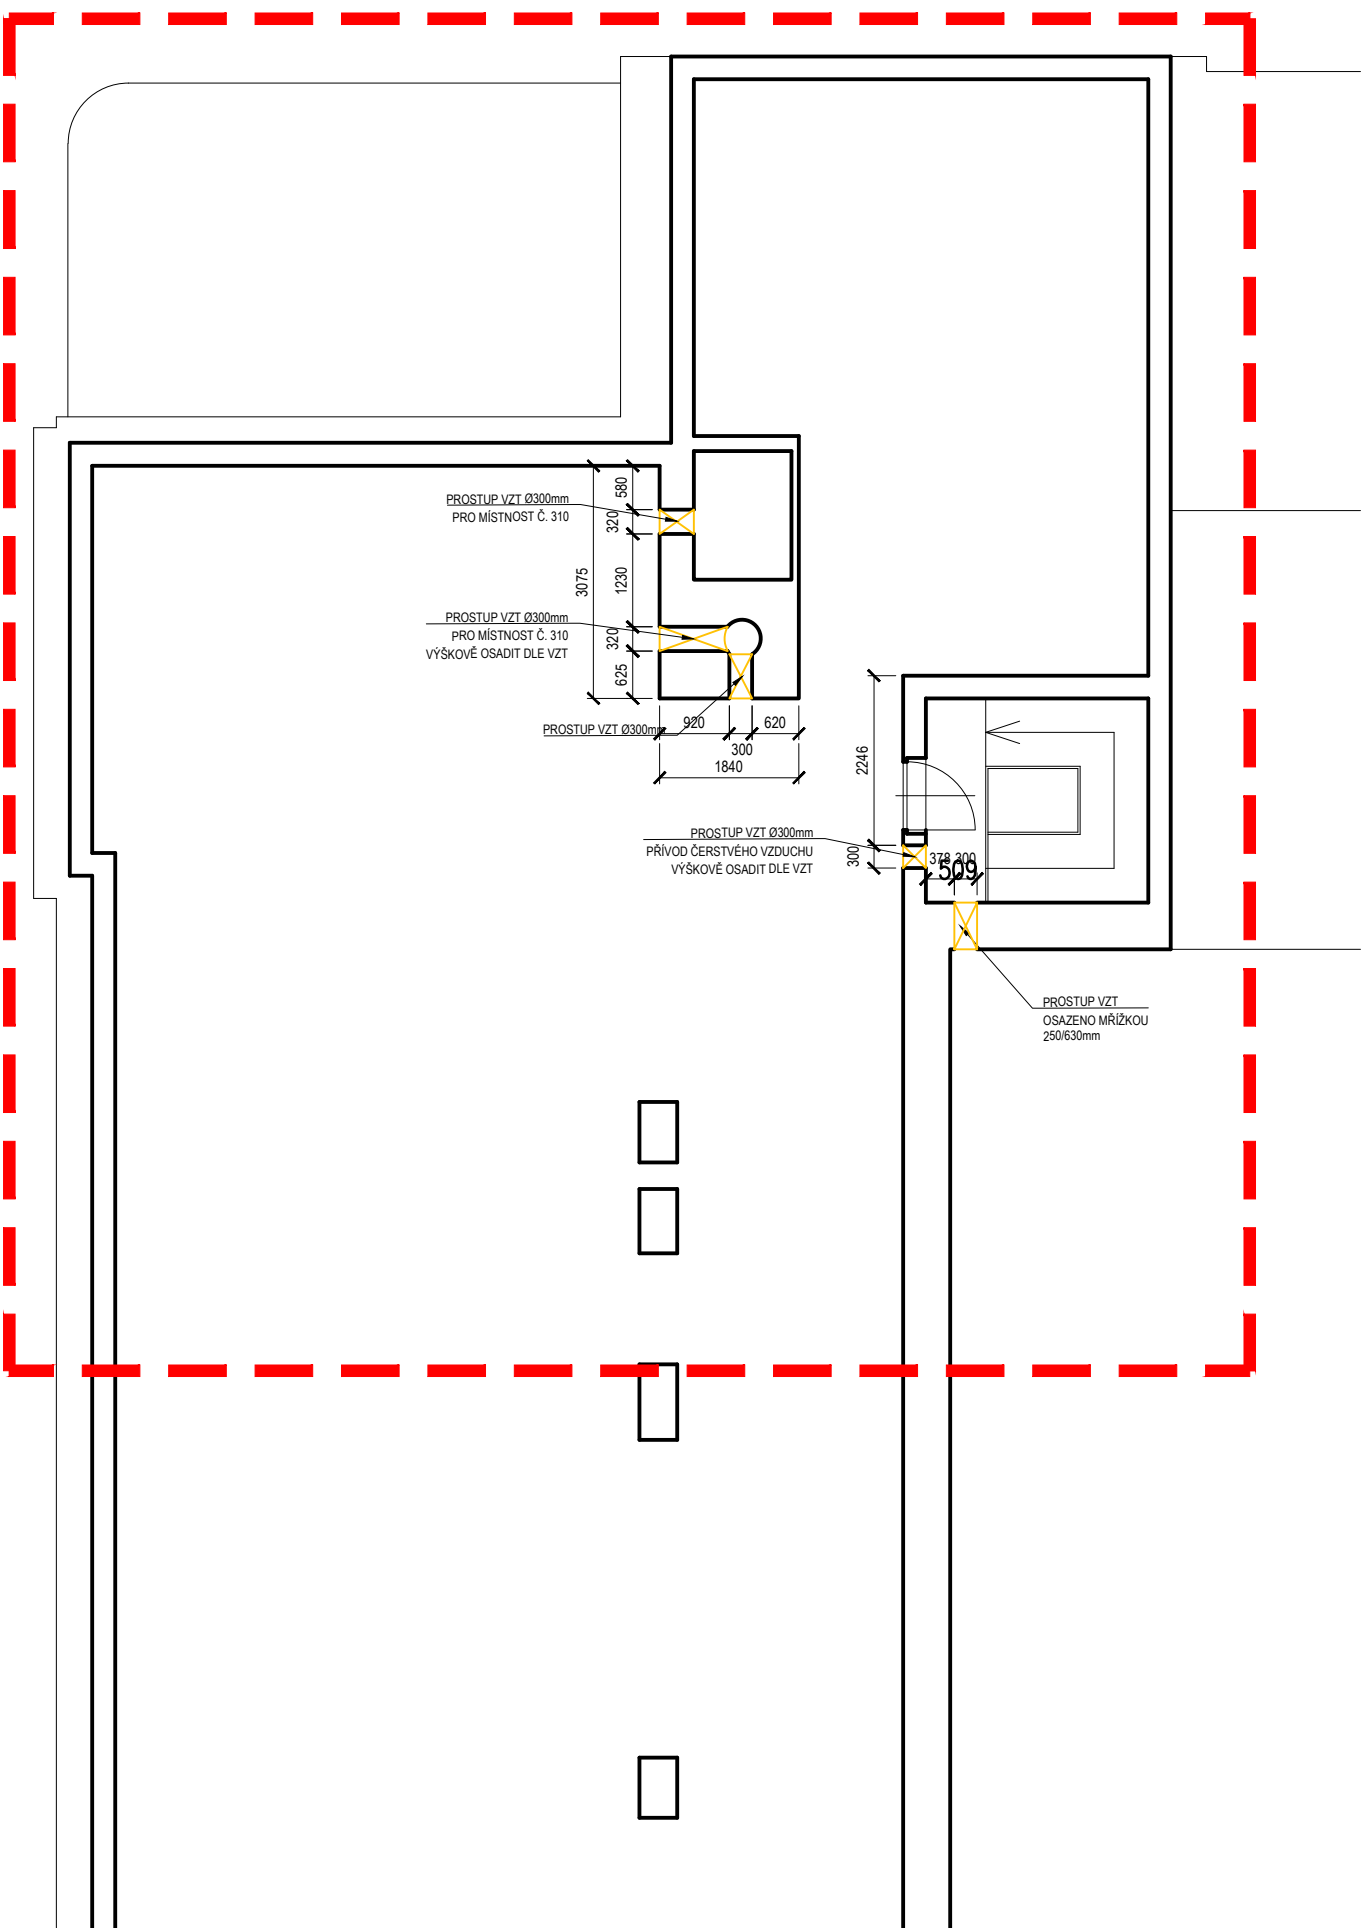 PROSTUP VZT Ø300mm
PRO MÍSTNOST Č. 310
580
320
3075
1230
PROSTUP VZT Ø300mm
PRO MÍSTNOST Č. 310
VÝŠKOVĚ OSADIT DLE VZT
320
625
PROSTUP VZT Ø300mm
920
620
300
1840
2246
PROSTUP VZT Ø300mm
PŘÍVOD ČERSTVÉHO VZDUCHU
VÝŠKOVĚ OSADIT DLE VZT
300
378 300
509
PROSTUP VZT
OSAZENO MŘÍŽKOU
250/630mm